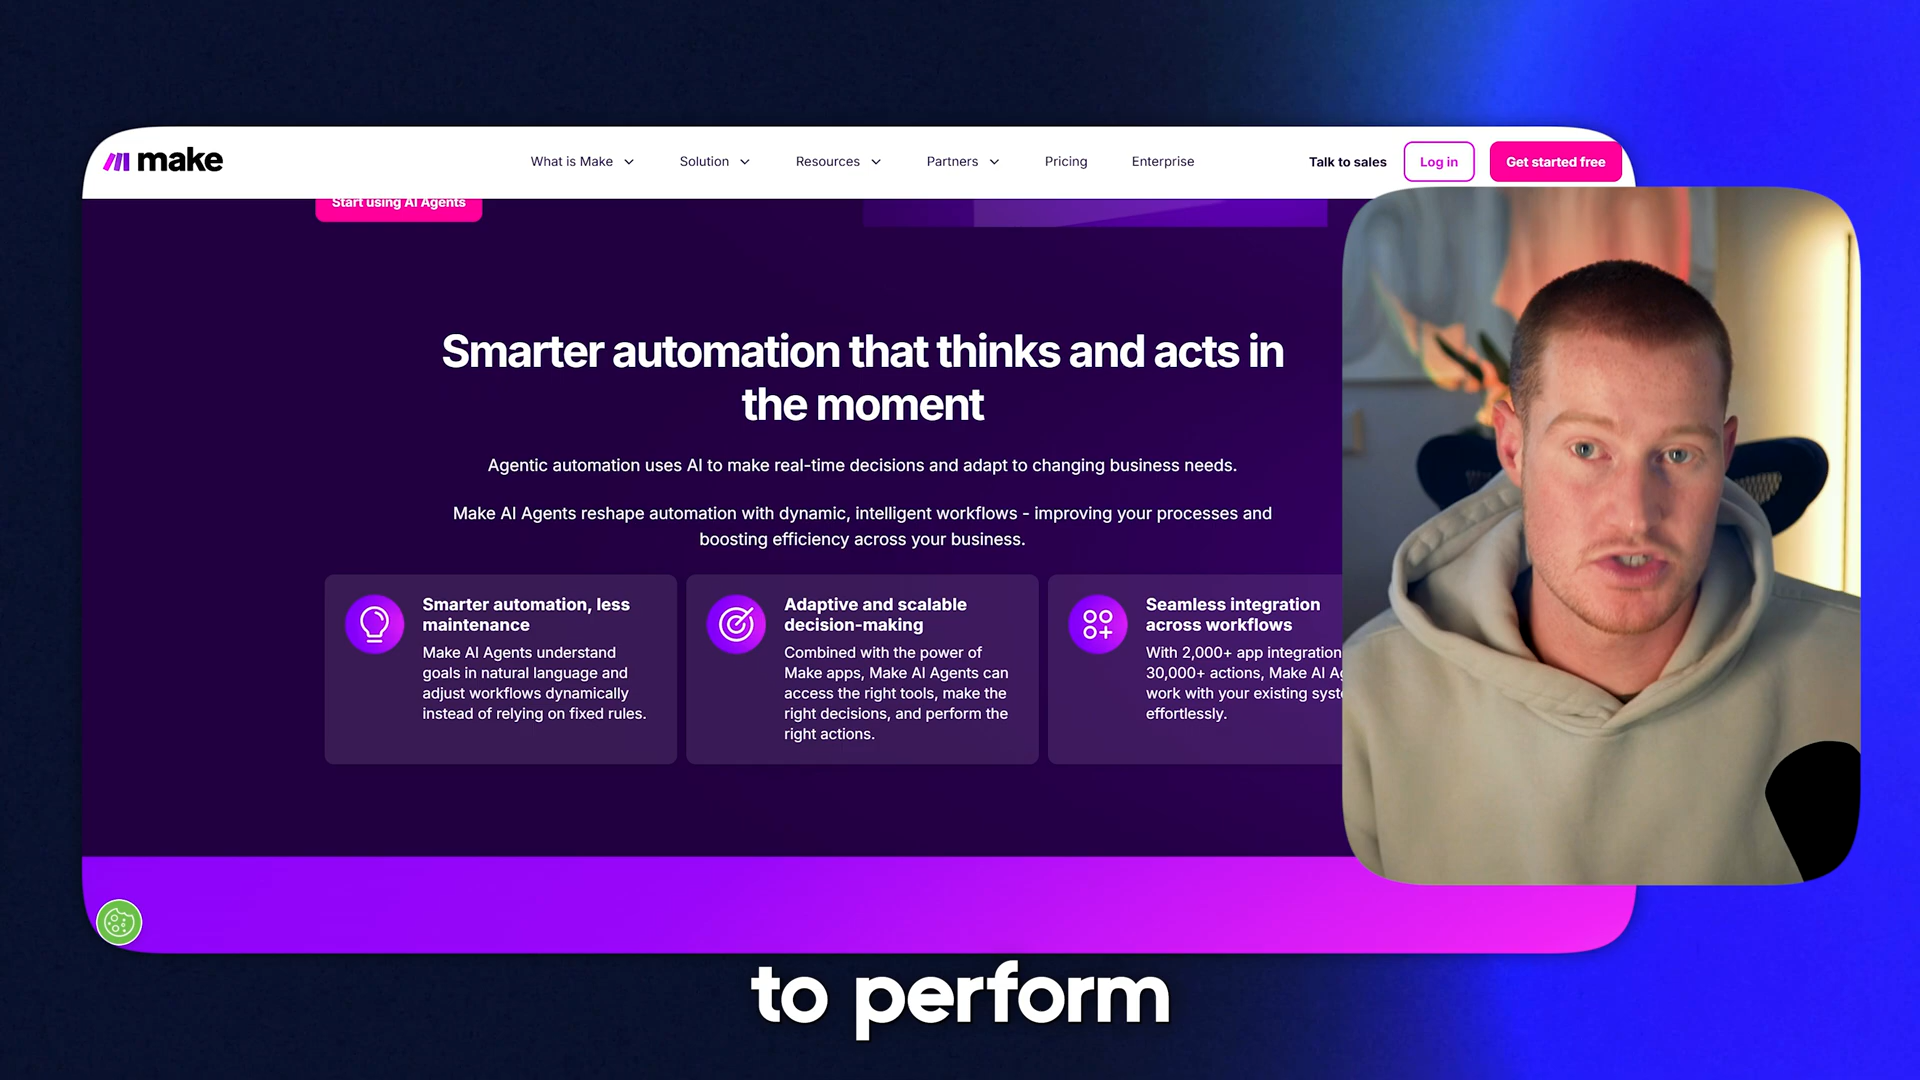 make
What is Make
Solution
Resources
Partners
Pricing
Enterprise
Talk to sales
Log in
Get started free
Start using AI Agents
Smarter automation that thinks and acts in
the moment
Agentic automation uses AI to make real-time decisions and adapt to changing business needs.
Make AI Agents reshape automation with dynamic, intelligent workflows - improving your processes and
boosting efficiency across your business.
Smarter automation, less
maintenance
Make AI Agents understand
goals in natural language and
adjust workflows dynamically
instead of relying on fixed rules.
Adaptive and scalable
decision-making
Combined with the power of
Make apps, Make AI Agents can
access the right tools, make the
right decisions, and perform the
right actions.
Seamless integration
across workflows
With 2,000+ app integration
30,000+ actions, Make AI
work with your existing
effortlessly.
to perform